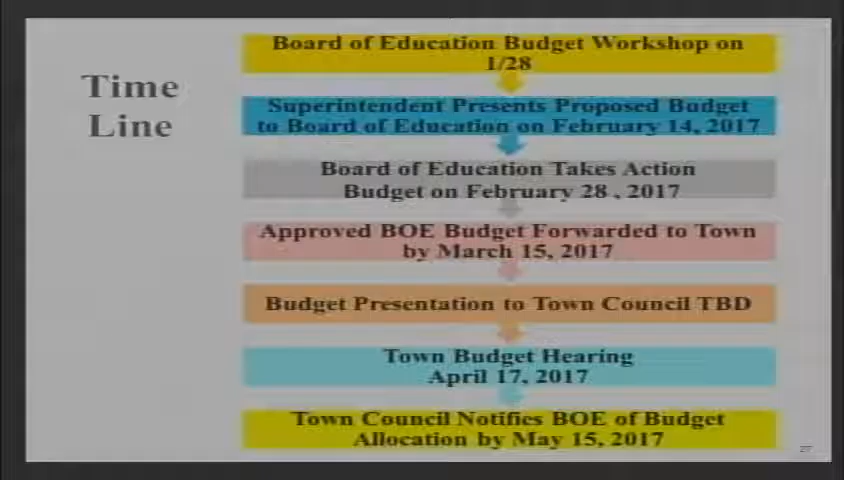 Time
Line
Board of Education Budget Workshop on
1/28
Superintendent Presents Proposed Budget
to Board of Education on February 14, 2017
Board of Education Takes Action
Budget on February 28 , 2017
Approved BOE Budget Forwarded to Town
by March 15, 2017
Budget Presentation to Town Council TBD
Town Budget Hearing
April 17, 2017
Town Council Notifies BOE of Budget
Allocation by May 15, 2017
27